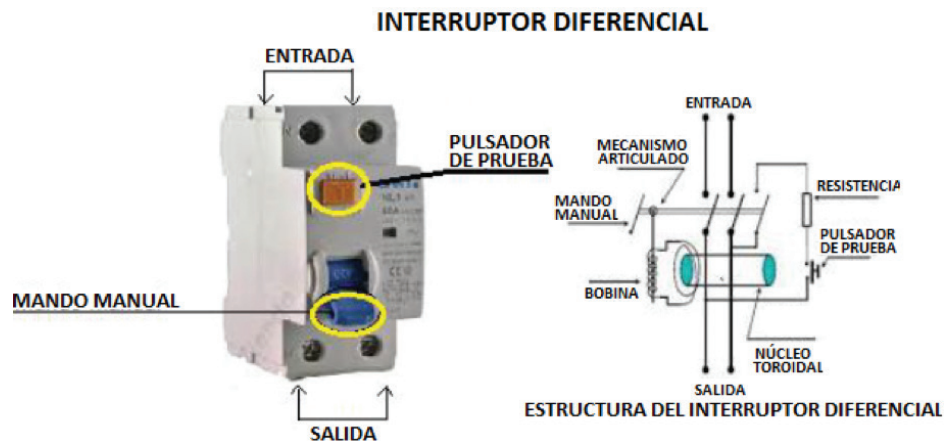 INTERRUPTOR DIFERENCIAL
ENTRADA
PULSADOR
DE PRUEBA
MANDO MANUAL
SALIDA
ENTRADA
MECANISMO
ARTICULADO
MANDO
MANUAL
RESISTENCIA
PULSADOR
DE PRUEBA
BOBINA
NÚCLEO
TOROIDAL
SALIDA
ESTRUCTURA DEL INTERRUPTOR DIFERENCIAL